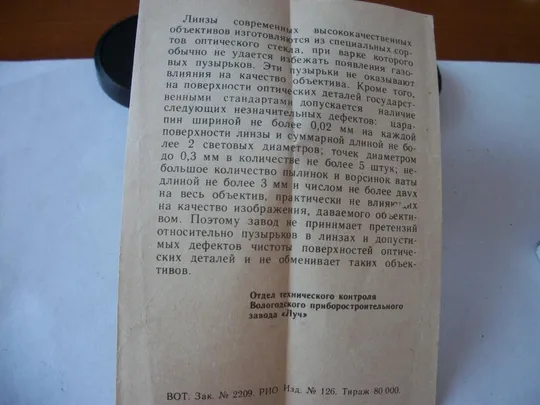 Линзы современных высококачественных
объективов изготовляются из специальных сор-
тов оптического стекла, при варке которого
обычно не удается избежать появления газо-
вых пузырьков. Эти пузырьки не оказывают
влияния на качество объектива. Кроме того,
на поверхности оптических деталей государст-
венными стандартами допускается наличие
следующих незначительных дефектов: цара-
пин шириной не более 0,02 мм на каждой
поверхности линзы и суммарной длиной не бо-
лее 2 световых диаметров; точек диаметром
до 0,3 мм в количестве не более 5 штук; не-
большое количество пылинок и ворсинок ваты
длиной не более 3 мм и числом не более двух
на весь объектив, практически не влияющих
на качество изображения, даваемого объекти-
вом. Поэтому завод не принимает претензий
относительно пузырьков в линзах и допусти-
мых дефектов чистоты поверхностей оптиче-
ских деталей и не обменивает таких объек-
тивов.
Отдел технического контроля
Вологодского приборостроительного
завода «Луч»
ВОТ. Зак. № 2209. РИО Изд. № 126. Тираж 80 000.